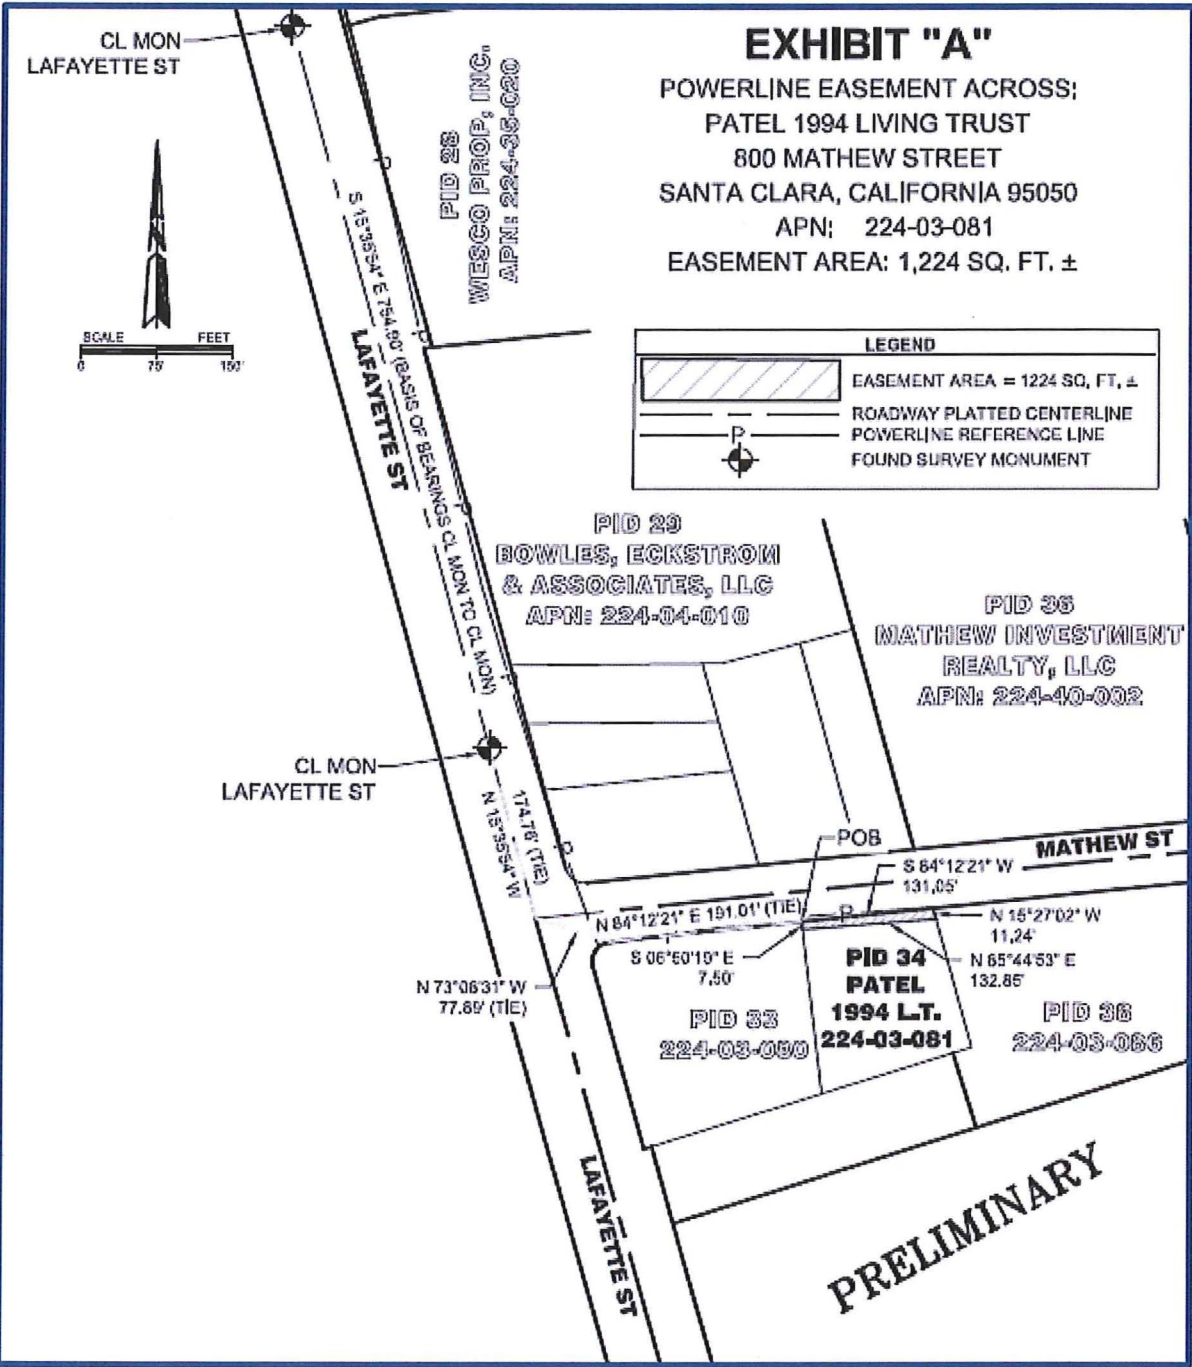 EXHIBIT "A"
POWERLINE EASEMENT ACROSS:
PATEL 1994 LIVING TRUST
800 MATHEW STREET
SANTA CLARA, CALIFORNIA 95050
APN: 224-03-081
EASEMENT AREA: 1,224 SQ. FT. ±
CL MON
LAFAYETTE ST
PID 28
WESCO PROP, INC.
APN: 224-35-020
SCALE FEET
0 75' 150'
LEGEND
EASEMENT AREA = 1224 SQ. FT. ±
ROADWAY PLATTED CENTERLINE
P POWERLINE REFERENCE LINE
FOUND SURVEY MONUMENT
P
P
P
P
P
S 15°35'54" E 754.90' (BASIS OF BEARINGS CL MON TO CL MON)
LAFAYETTE ST
PID 29
BOWLES, ECKSTROM
& ASSOCIATES, LLC
APN: 224-04-010
PID 36
MATHEW INVESTMENT
REALTY, LLC
APN: 224-40-002
CL MON
LAFAYETTE ST
174.78' (TIE)
N 15°35'54" W
POB
MATHEW ST
S 84°12'21" W
131.05'
N 84°12'21" E 191.01' (TIE)
P
N 15°27'02" W
11.24'
S 06°50'19" E
7.50'
N 85°44'53" E
132.85'
N 73°06'31" W
77.89' (TIE)
PID 34
PATEL
1994 L.T.
224-03-081
PID 33
224-03-080
PID 38
224-03-086
LAFAYETTE ST
PRELIMINARY